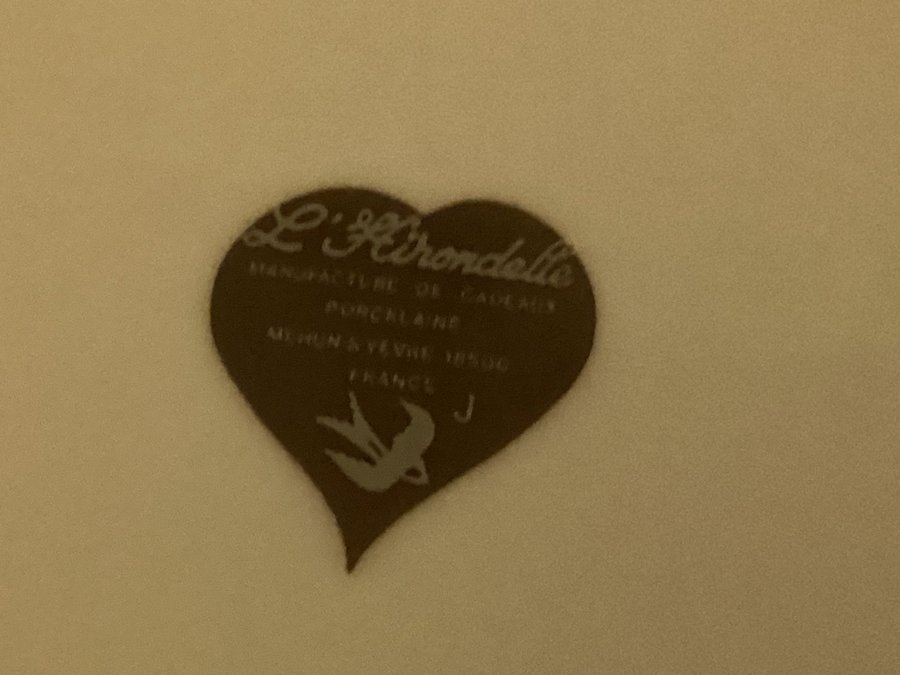 L'Hirondelle
MANUFACTURE DE CADEAUX
PORCELAINE
MEHUN S YEVRE 18500
FRANCE
J